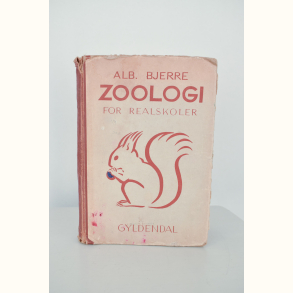 ALB. BJERRE
ZOOLOGI
FOR REALSKOLER
GYLDENDAL